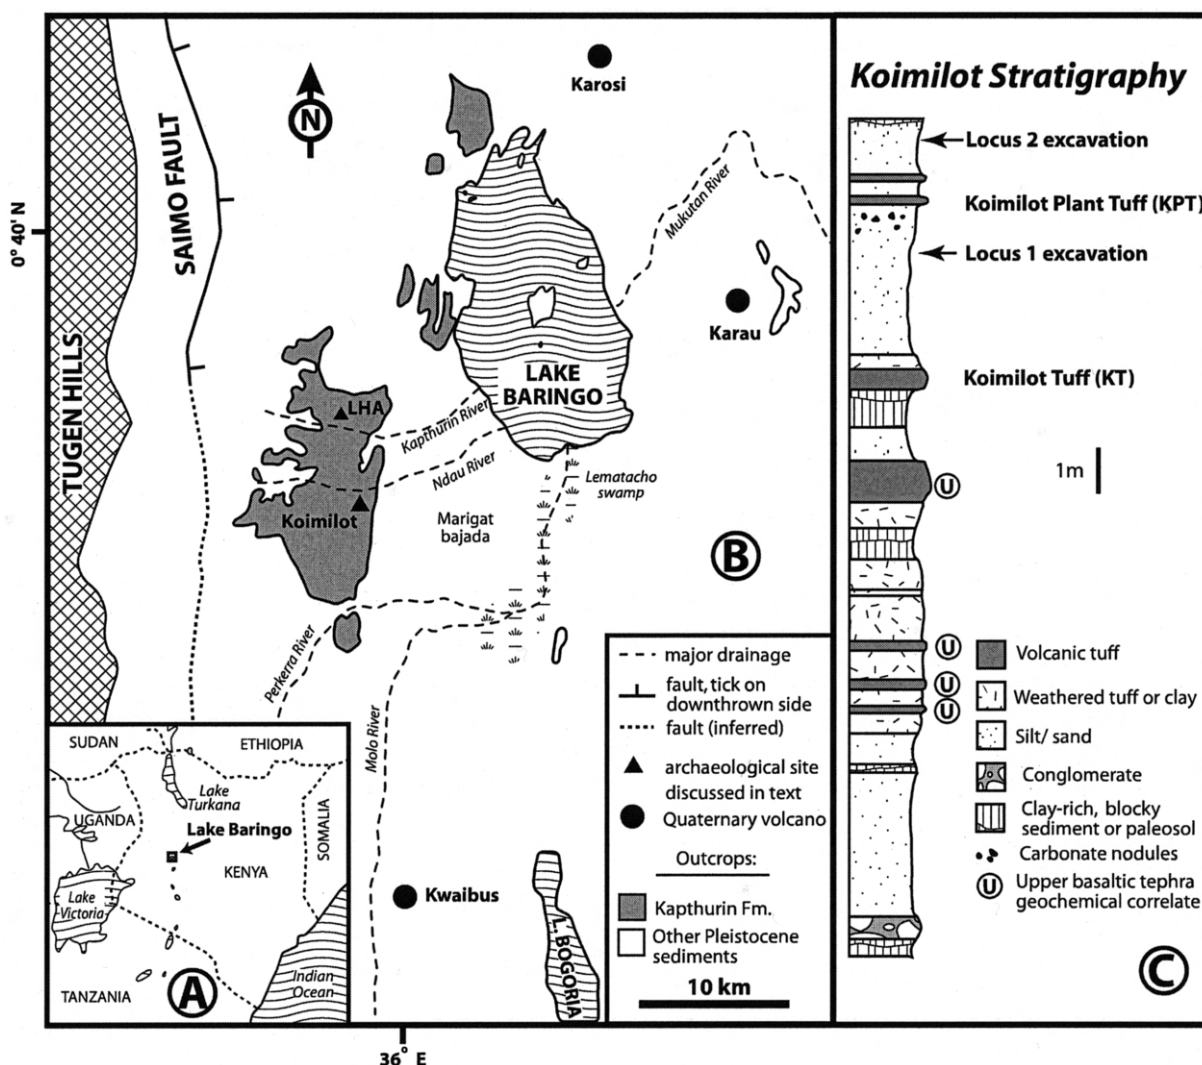 Karosi
N
SAIMO FAULT
0° 40' N
TUGEN HILLS
Mukutan River
Karau
LAKE
BARINGO
LHA
Kapthurin River
Ndau River
Lematacho
swamp
Koimilot
Marigat
bajada
B
Perkerra River
Molo River
Kwaibus
L. BOGORIA
36° E
SUDAN
ETHIOPIA
Lake
Turkana
UGANDA
Lake Baringo
SOMALIA
KENYA
Lake
Victoria
TANZANIA
Indian
Ocean
A
major drainage
fault, tick on
downthrown side
fault (inferred)
archaeological site
discussed in text
Quaternary volcano
Outcrops:
Kapthurin Fm.
Other Pleistocene
sediments
10 km
Koimilot Stratigraphy
Locus 2 excavation
Koimilot Plant Tuff (KPT)
Locus 1 excavation
Koimilot Tuff (KT)
1m
U
U
U
U
Volcanic tuff
Weathered tuff or clay
Silt/ sand
Conglomerate
Clay-rich, blocky
sediment or paleosol
Carbonate nodules
U
Upper basaltic tephra
geochemical correlate
C